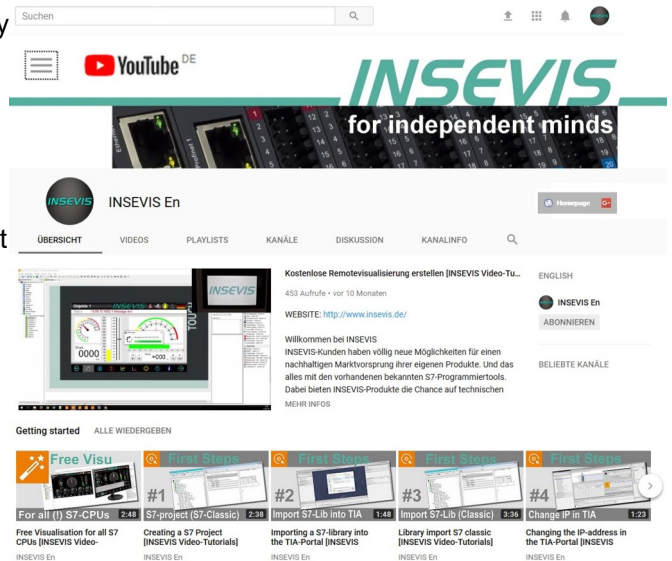 y
Suchen
YouTube DE
INSEVIS
for independent minds
INSEVIS
INSEVIS En
Homepage G+
t
ÜBERSICHT VIDEOS PLAYLISTS KANÄLE DISKUSSION KANALINFO
INSEVIS
TOUCH
0000
+000
Kostenlose Remotevisualisierung erstellen [INSEVIS Video-Tu...
453 Aufrufe • vor 10 Monaten
WEBSITE: http://www.insevis.de/
Willkommen bei INSEVIS
INSEVIS-Kunden haben völlig neue Möglichkeiten für einen
nachhaltigen Marktvorsprung ihrer eigenen Produkte. Und das
alles mit den vorhandenen bekannten S7-Programmiertools.
Dabei bieten INSEVIS-Produkte die Chance auf technischen
MEHR INFOS
ENGLISH
INSEVIS En
ABONNIEREN
BELIEBTE KANÄLE
Getting started ALLE WIEDERGEBEN
Free Visu
For all (!) S7-CPUs 2:48
Free Visualisation for all S7
CPUs [INSEVIS Video-
INSEVIS En
First Steps
#1
S7-project (S7-Classic) 2:38
Creating a S7 Project
[INSEVIS Video-Tutorials]
INSEVIS En
First Steps
#2
Import S7-Lib into TIA 1:48
Importing a S7-library into
the TIA-Portal [INSEVIS
INSEVIS En
First Steps
#3
Import S7-Lib (Classic) 3:36
Library import S7 classic
[INSEVIS Video-Tutorials]
INSEVIS En
First Steps
#4
Change IP in TIA 1:23
Changing the IP-address in
the TIA-Portal [INSEVIS
INSEVIS En